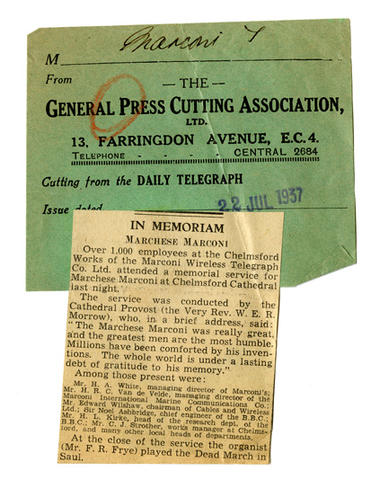 Marconi
M
From
— THE —
GENERAL PRESS CUTTING ASSOCIATION,
LTD.
13, FARRINGDON AVENUE, E.C.4.
TELEPHONE - - - - CENTRAL 2684
Cutting from the DAILY TELEGRAPH
Issue dated
22 JUL 1937
IN MEMORIAM
MARCHESE MARCONI
Over 1,000 employees at the Chelmsford
Works of the Marconi Wireless Telegraph
Co. Ltd. attended a memorial service for
Marchese Marconi at Chelmsford Cathedral
last night.
The service was conducted by the
Cathedral Provost (the Very Rev. W. E. R.
Morrow), who, in a brief address, said:
"The Marchese Marconi was really great,
and the greatest men are the most humble.
Millions have been comforted by his inven-
tions. The whole world is under a lasting
debt of gratitude to his memory."
Among those present were:
Mr. H. A. White, managing director of Marconi's;
Mr. H. R. C. Van de Velde, managing director of the
Marconi International Marine Communications Co.;
Mr. Edward Wilshaw, chairman of Cables and Wireless
Ltd.; Sir Noel Ashbridge, chief engineer of the B.B.C.;
Mr. H. L. Kirke, head of the research dept. of the
B.B.C.; Mr. C. J. Strother, works manager at Chelms-
ford, and many other local heads of departments.
At the close of the service the organist
(Mr. F. R. Frye) played the Dead March in
Saul.